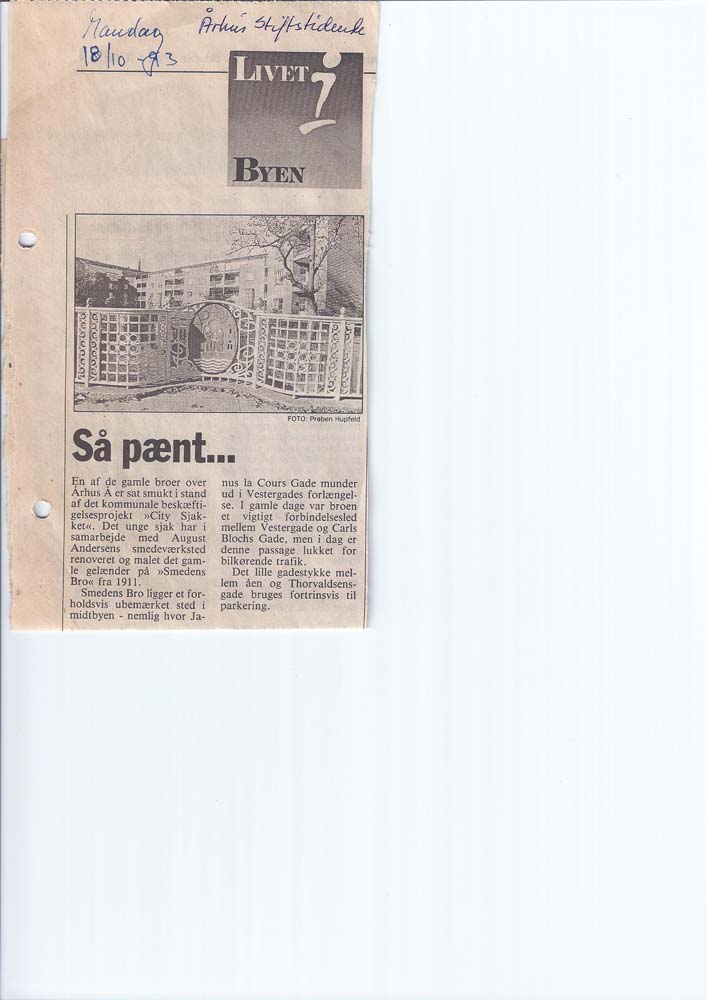 Mandag Århus Stiftstidende
18/10 -93
LIVET i
BYEN
FOTO: Preben Hupfeld
Så pænt...
En af de gamle broer over
Århus Å er sat smukt i stand
af det kommunale beskæfti-
gelsesprojekt »City Sjak-
ket«. Det unge sjak har i
samarbejde med August
Andersens smedeværksted
renoveret og malet det gam-
le gelænder på »Smedens
Bro« fra 1911.
Smedens Bro ligger et for-
holdsvis ubemærket sted i
midtbyen - nemlig hvor Ja-
nus la Cours Gade munder
ud i Vestergades forlængel-
se. I gamle dage var broen
et vigtigt forbindelsesled
mellem Vestergade og Carls
Blochs Gade, men i dag er
denne passage lukket for
bilkørende trafik.
Det lille gadestykke mel-
lem åen og Thorvaldsens-
gade bruges fortrinsvis til
parkering.